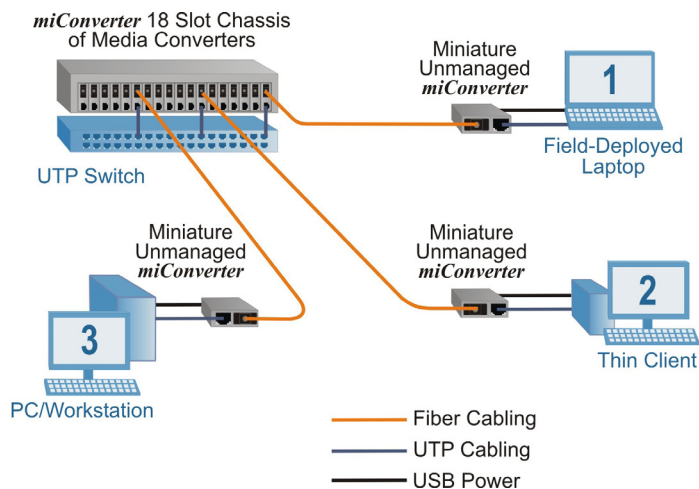 miConverter 18 Slot Chassis
of Media Converters
UTP Switch
Miniature
Unmanaged
miConverter
1
Field-Deployed
Laptop
Miniature
Unmanaged
miConverter
3
PC/Workstation
Miniature
Unmanaged
miConverter
2
Thin Client
Fiber Cabling
UTP Cabling
USB Power